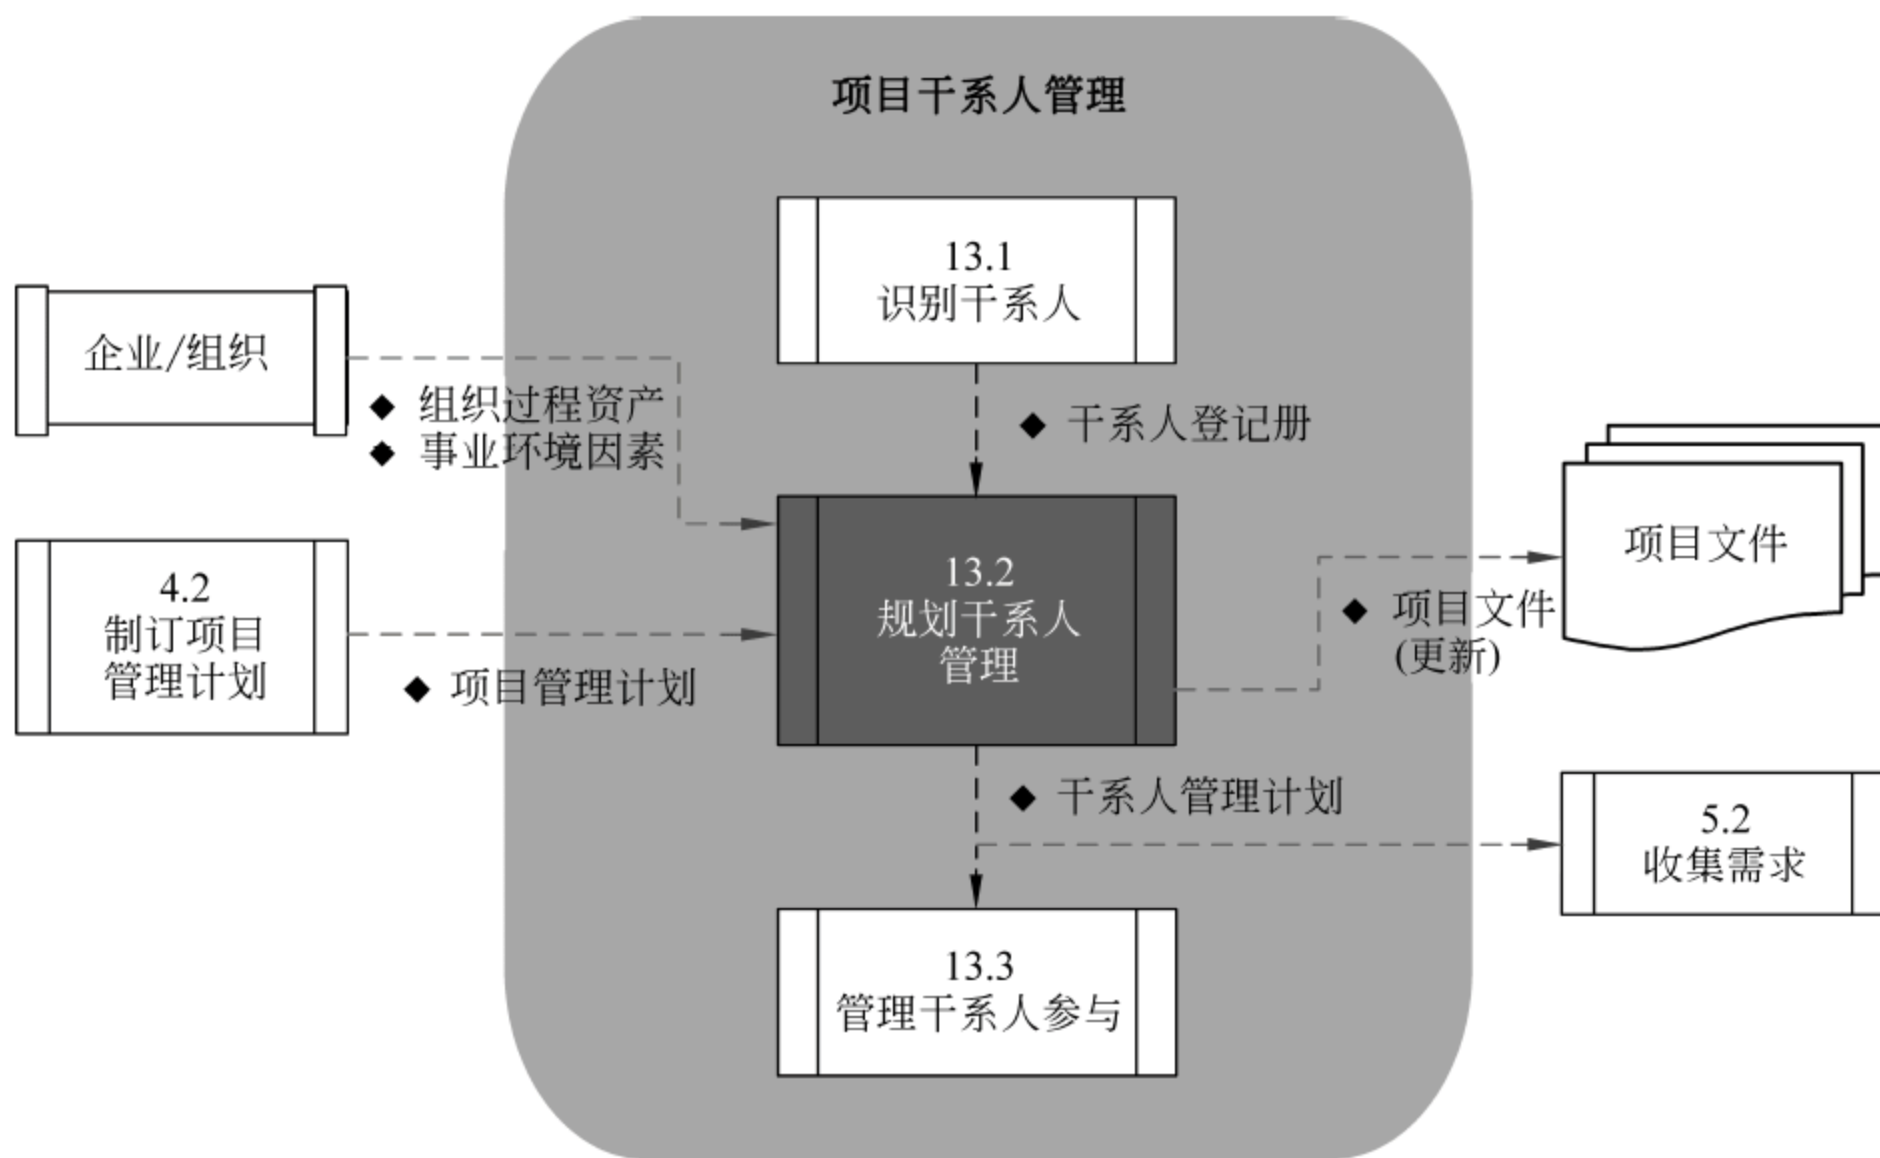 项目干系人管理
13.1
识别干系人
企业/组织
◆ 组织过程资产
◆ 事业环境因素
◆ 干系人登记册
4.2
制订项目
管理计划
◆ 项目管理计划
13.2
规划干系人
管理
项目文件
◆ 项目文件
(更新)
◆ 干系人管理计划
5.2
收集需求
13.3
管理干系人参与